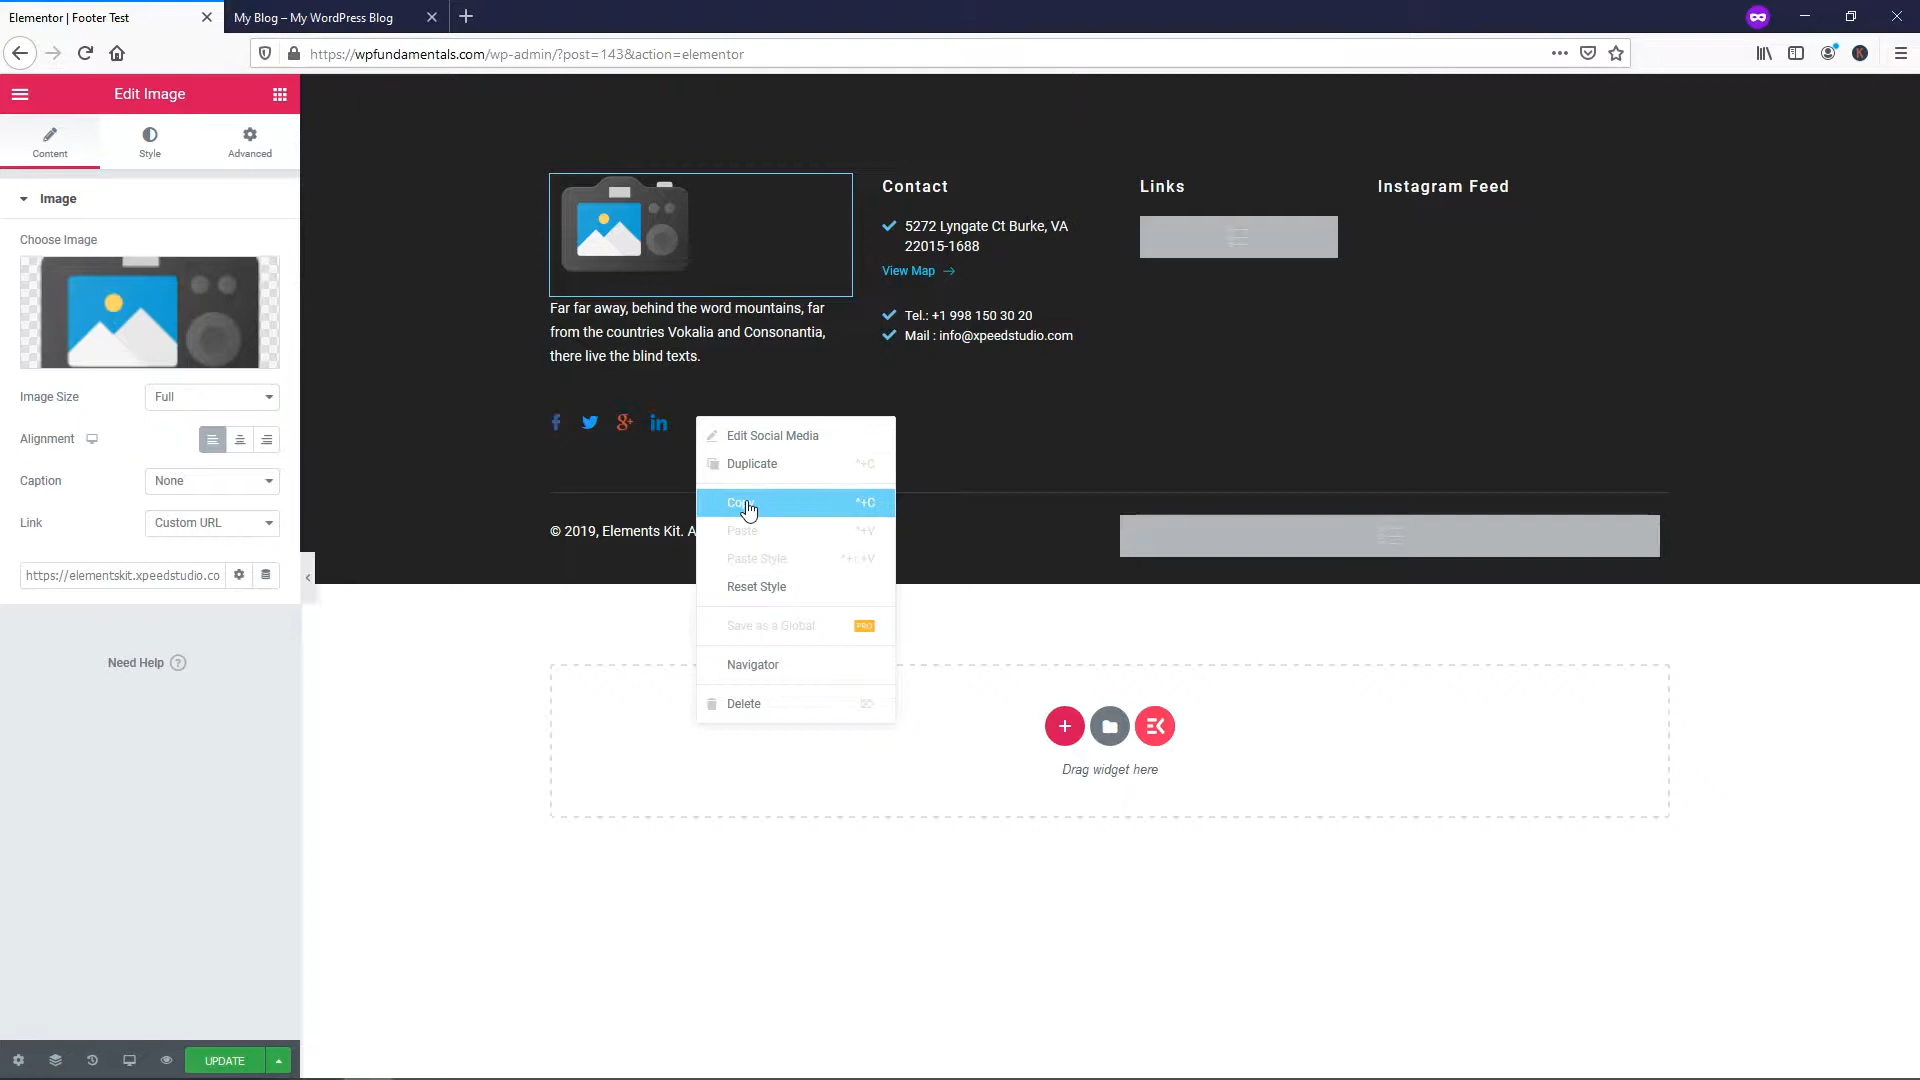 Elementor | Footer Test
My Blog – My WordPress Blog
https://wpfundamentals.com/wp-admin/?post=143&action=elementor
Edit Image
Content
Style
Advanced
Image
Choose Image
Image Size
Full
Alignment
Caption
None
Link
Custom URL
https://elementskit.xpeedstudio.co
Need Help ?
UPDATE
Far far away, behind the word mountains, far
from the countries Vokalia and Consonantia,
there live the blind texts.
Contact
5272 Lyngate Ct Burke, VA
22015-1688
View Map →
Tel.: +1 998 150 30 20
Mail : info@xpeedstudio.com
Links
Instagram Feed
Edit Social Media
Duplicate ^+C
Copy ^+C
Paste ^+V
Paste Style
Reset Style
Save as a Global PRO
Navigator
Delete
© 2019, Elements Kit. A
Drag widget here